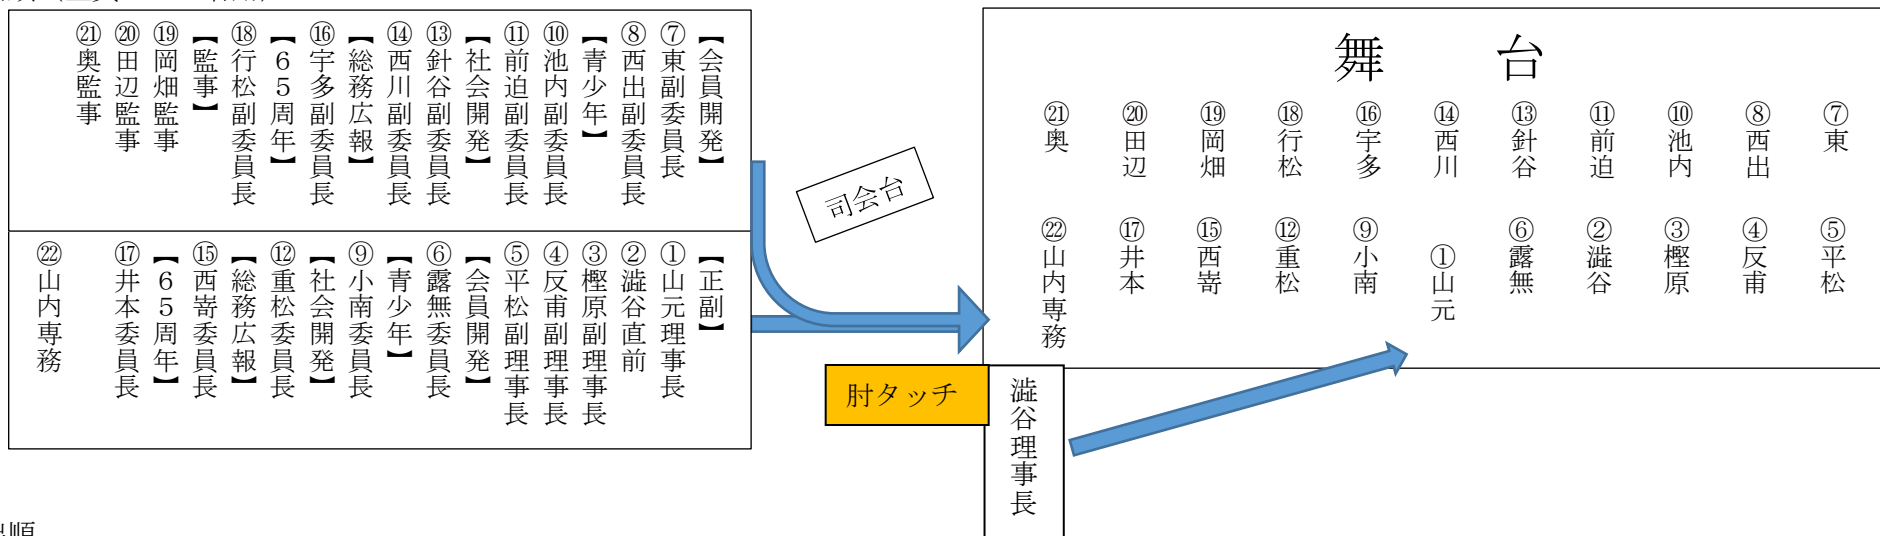 【会員開発】
⑦東副委員長
⑧西出副委員長
【青少年】
⑩池内副委員長
⑪前迫副委員長
【社会開発】
⑬針谷副委員長
⑭西川副委員長
【総務広報】
⑯宇多副委員長
【65周年】
⑱行松副委員長
【監事】
⑲岡畑監事
⑳田辺監事
㉑奥監事
【正副】
①山元理事長
②澁谷直前
③樫原副理事長
④反甫副理事長
⑤平松副理事長
【会員開発】
⑥露無委員長
【青少年】
⑨小南委員長
【社会開発】
⑫重松委員長
【総務広報】
⑮西嵜委員長
【65周年】
⑰井本委員長
㉒山内専務
司会台
肘タッチ
澁谷理事長
舞　台
⑦東
⑧西出
⑩池内
⑪前迫
⑬針谷
⑭西川
⑯宇多
⑱行松
⑲岡畑
⑳田辺
㉑奥
⑤平松
④反甫
③樫原
②澁谷
⑥露無
①山元
⑨小南
⑫重松
⑮西嵜
⑰井本
㉒山内専務